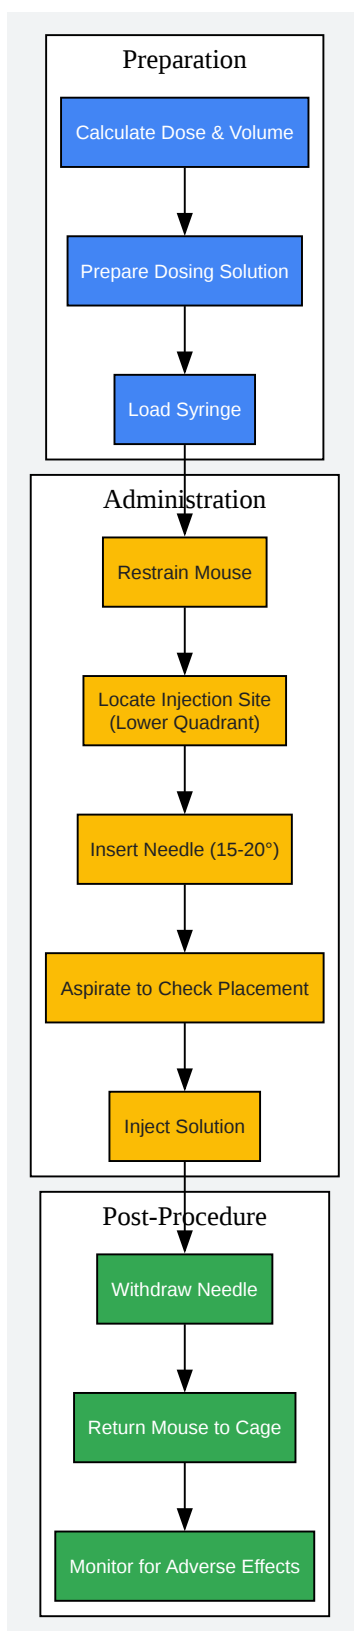 Preparation
Calculate Dose & Volume
Prepare Dosing Solution
Load Syringe
Administration
Restrain Mouse
Locate Injection Site
(Lower Quadrant)
Insert Needle (15-20°)
Aspirate to Check Placement
Inject Solution
Post-Procedure
Withdraw Needle
Return Mouse to Cage
Monitor for Adverse Effects